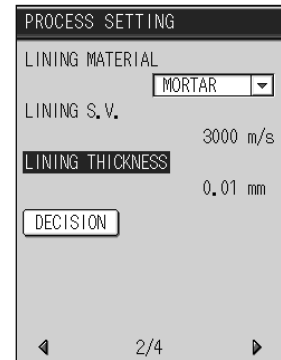 PROCESS SETTING
LINING MATERIAL
MORTAR
LINING S.V.
3000 m/s
LINING THICKNESS
0.01 mm
DECISION
2/4